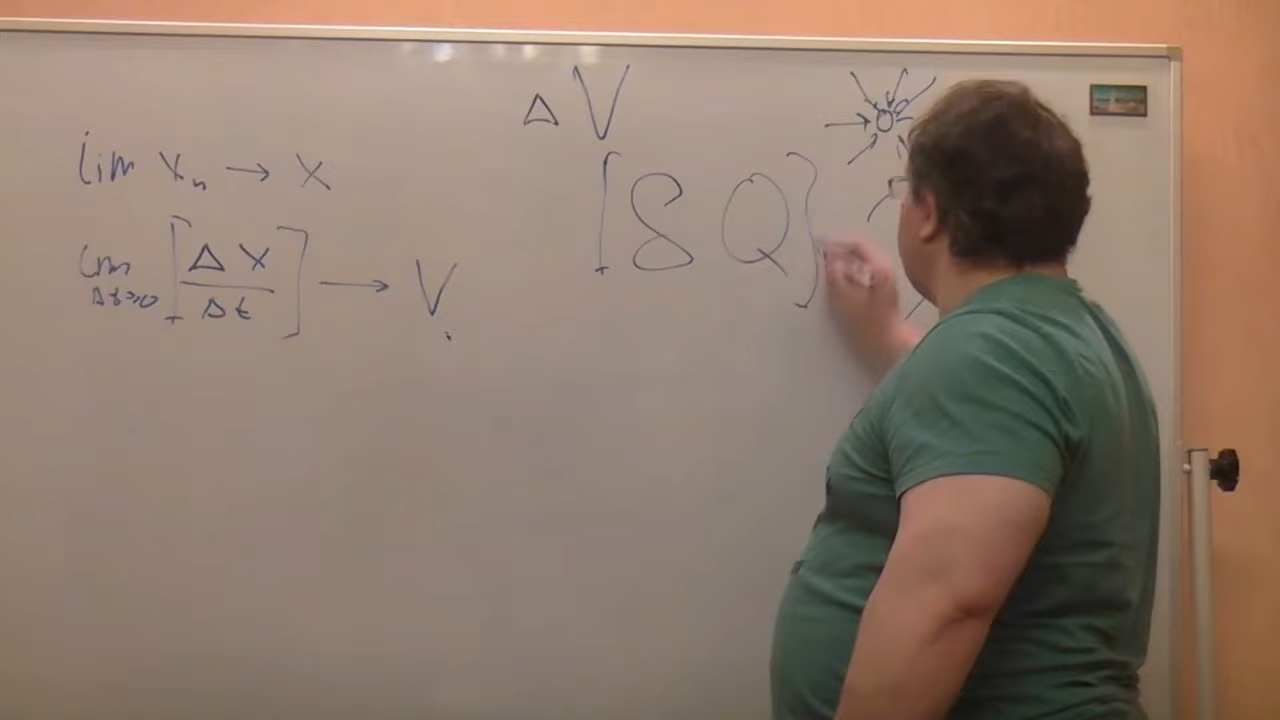 lim Xn → X
lim [ΔX / Δt] → V
Δt→0
ΔV
[δQ]